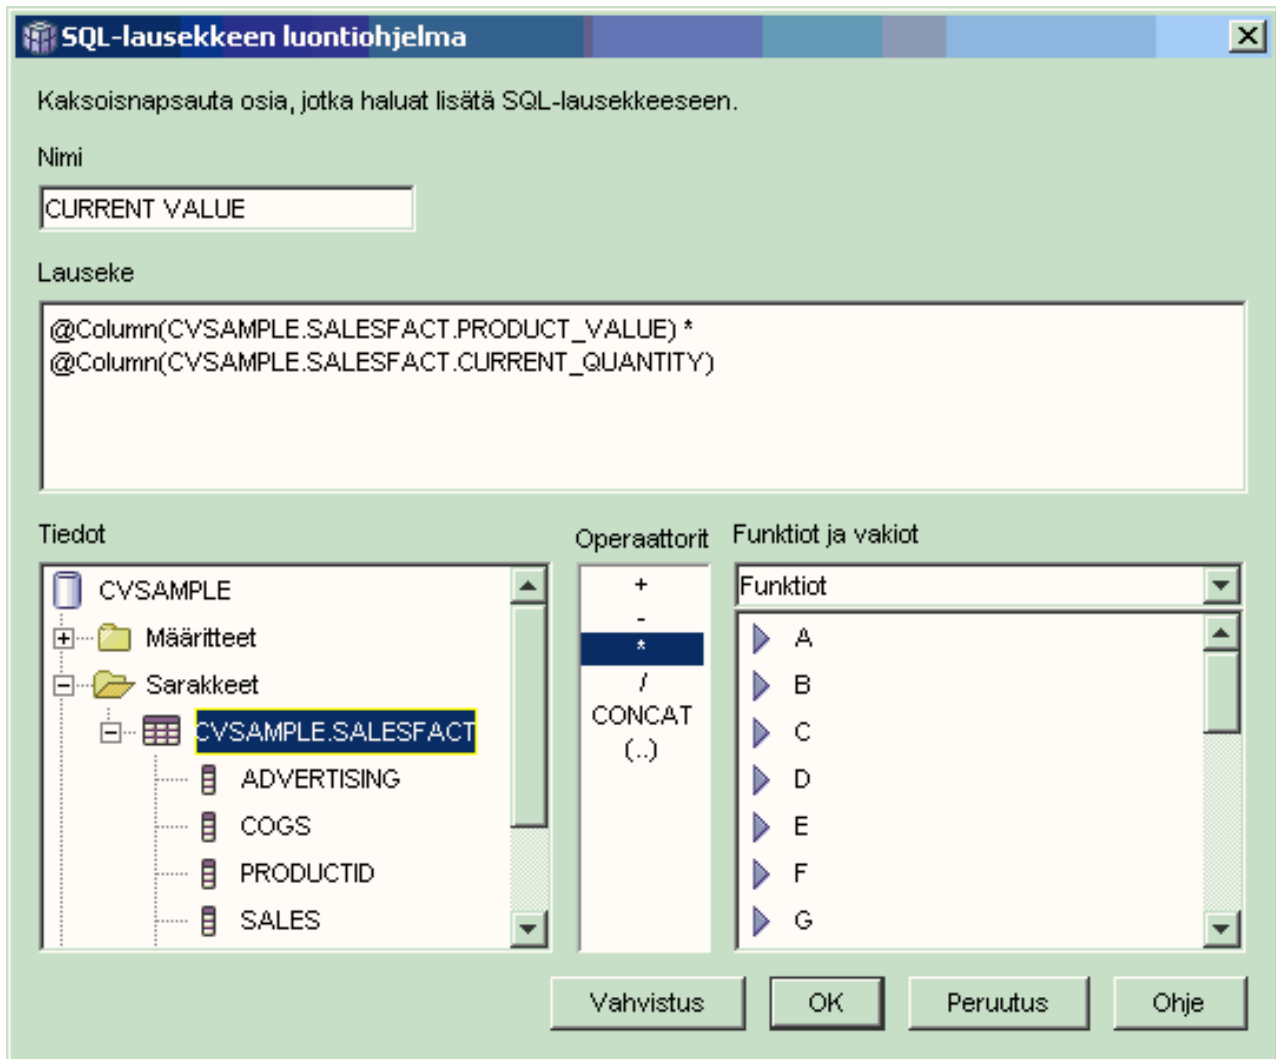 SQL-lausekkeen luontiohjelma
Kaksoisnapsauta osia, jotka haluat lisätä SQL-lausekkeeseen.
Nimi
CURRENT VALUE
Lauseke
@Column(CVSAMPLE.SALESFACT.PRODUCT_VALUE) *
@Column(CVSAMPLE.SALESFACT.CURRENT_QUANTITY)
Tiedot
CVSAMPLE
Määritteet
Sarakkeet
CVSAMPLE.SALESFACT
ADVERTISING
COGS
PRODUCTID
SALES
Operaattorit
+
-
*
/
CONCAT
(..)
Funktiot ja vakiot
Funktiot
A
B
C
D
E
F
G
Vahvistus
OK
Peruutus
Ohje